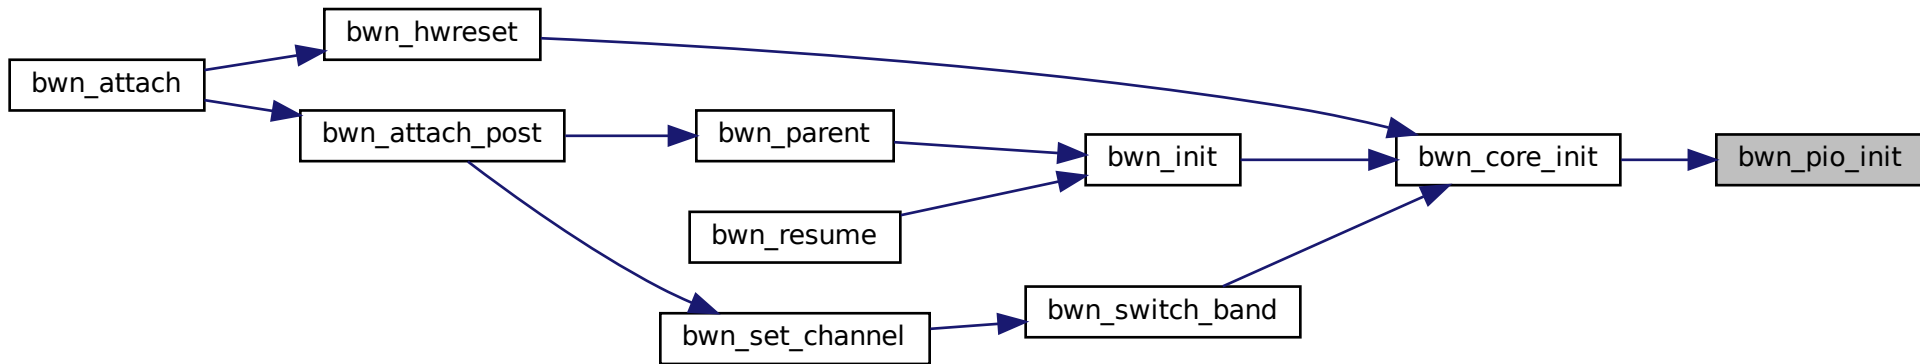 bwn_hwreset
bwn_attach
bwn_attach_post
bwn_parent
bwn_init
bwn_core_init
bwn_pio_init
bwn_resume
bwn_switch_band
bwn_set_channel